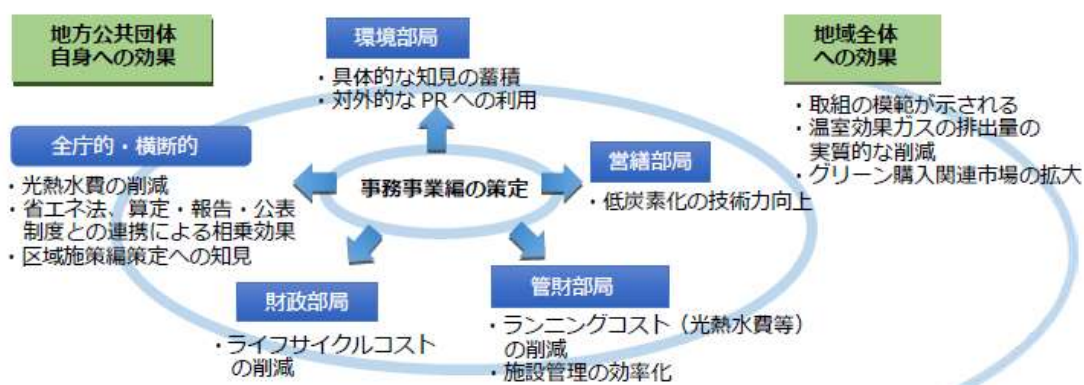 地方公共団体
自身への効果
環境部局
・具体的な知見の蓄積
・対外的な PR への利用
地域全体
への効果
・取組の模範が示される
・温室効果ガスの排出量の
実質的な削減
・グリーン購入関連市場の拡大
全庁的・横断的
・光熱水費の削減
・省エネ法、算定・報告・公表
制度との連携による相乗効果
・区域施策編策定への知見
事務事業編の策定
営繕部局
・低炭素化の技術力向上
財政部局
・ライフサイクルコスト
の削減
管財部局
・ランニングコスト（光熱水費等）
の削減
・施設管理の効率化